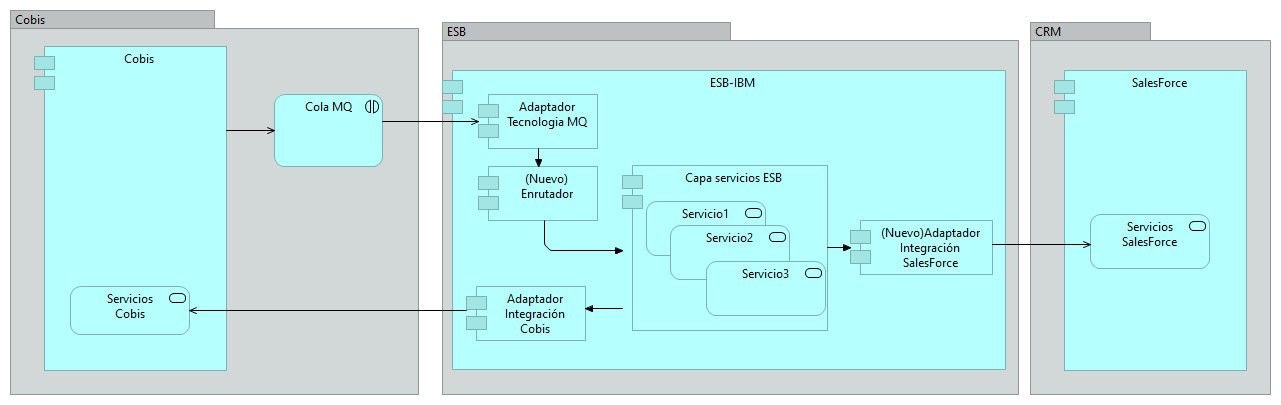 Cobis
Cobis
Cola MQ
Servicios
Cobis
ESB
ESB-IBM
Adaptador
Tecnologia MQ
(Nuevo)
Enrutador
Capa servicios ESB
Servicio1
Servicio2
Servicio3
(Nuevo)Adaptador
Integración
SalesForce
Adaptador
Integración
Cobis
CRM
SalesForce
Servicios
SalesForce